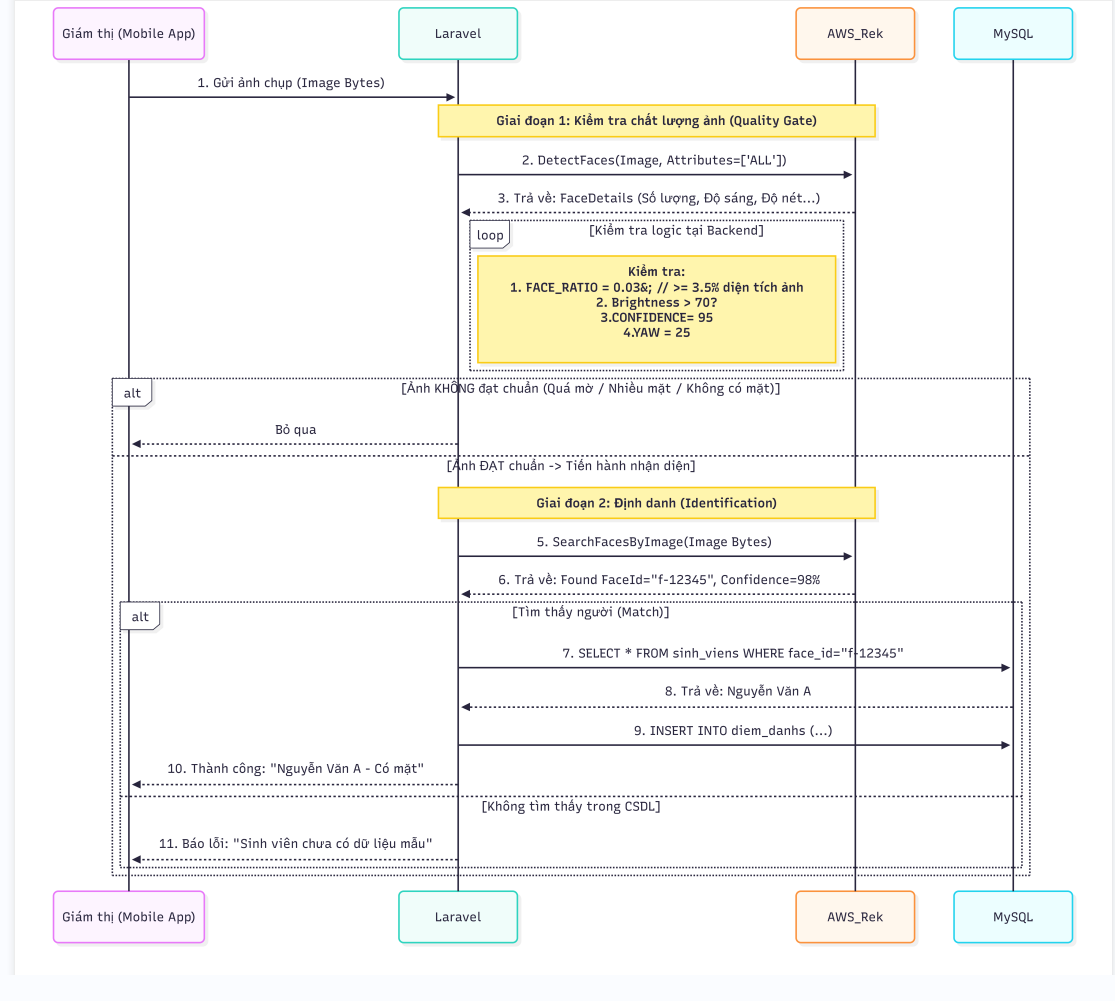 Giám thị (Mobile App)
Laravel
AWS_Rek
MySQL
1. Gửi ảnh chụp (Image Bytes)
Giai đoạn 1: Kiểm tra chất lượng ảnh (Quality Gate)
2. DetectFaces(Image, Attributes=['ALL'])
3. Trả về: FaceDetails (Số lượng, Độ sáng, Độ nét...)
loop
[Kiểm tra logic tại Backend]
Kiểm tra:
1. FACE_RATIO = 0.03&; // >= 3.5% diện tích ảnh
2. Brightness > 70?
3.CONFIDENCE= 95
4.YAW = 25
alt
[Ảnh KHÔNG đạt chuẩn (Quá mờ / Nhiều mặt / Không có mặt)]
Bỏ qua
[Ảnh ĐẠT chuẩn -> Tiến hành nhận diện]
Giai đoạn 2: Định danh (Identification)
5. SearchFacesByImage(Image Bytes)
6. Trả về: Found FaceId="f-12345", Confidence=98%
alt
[Tìm thấy người (Match)]
7. SELECT * FROM sinh_viens WHERE face_id="f-12345"
8. Trả về: Nguyễn Văn A
9. INSERT INTO diem_danhs (...)
10. Thành công: "Nguyễn Văn A - Có mặt"
[Không tìm thấy trong CSDL]
11. Báo lỗi: "Sinh viên chưa có dữ liệu mẫu"
Giám thị (Mobile App)
Laravel
AWS_Rek
MySQL